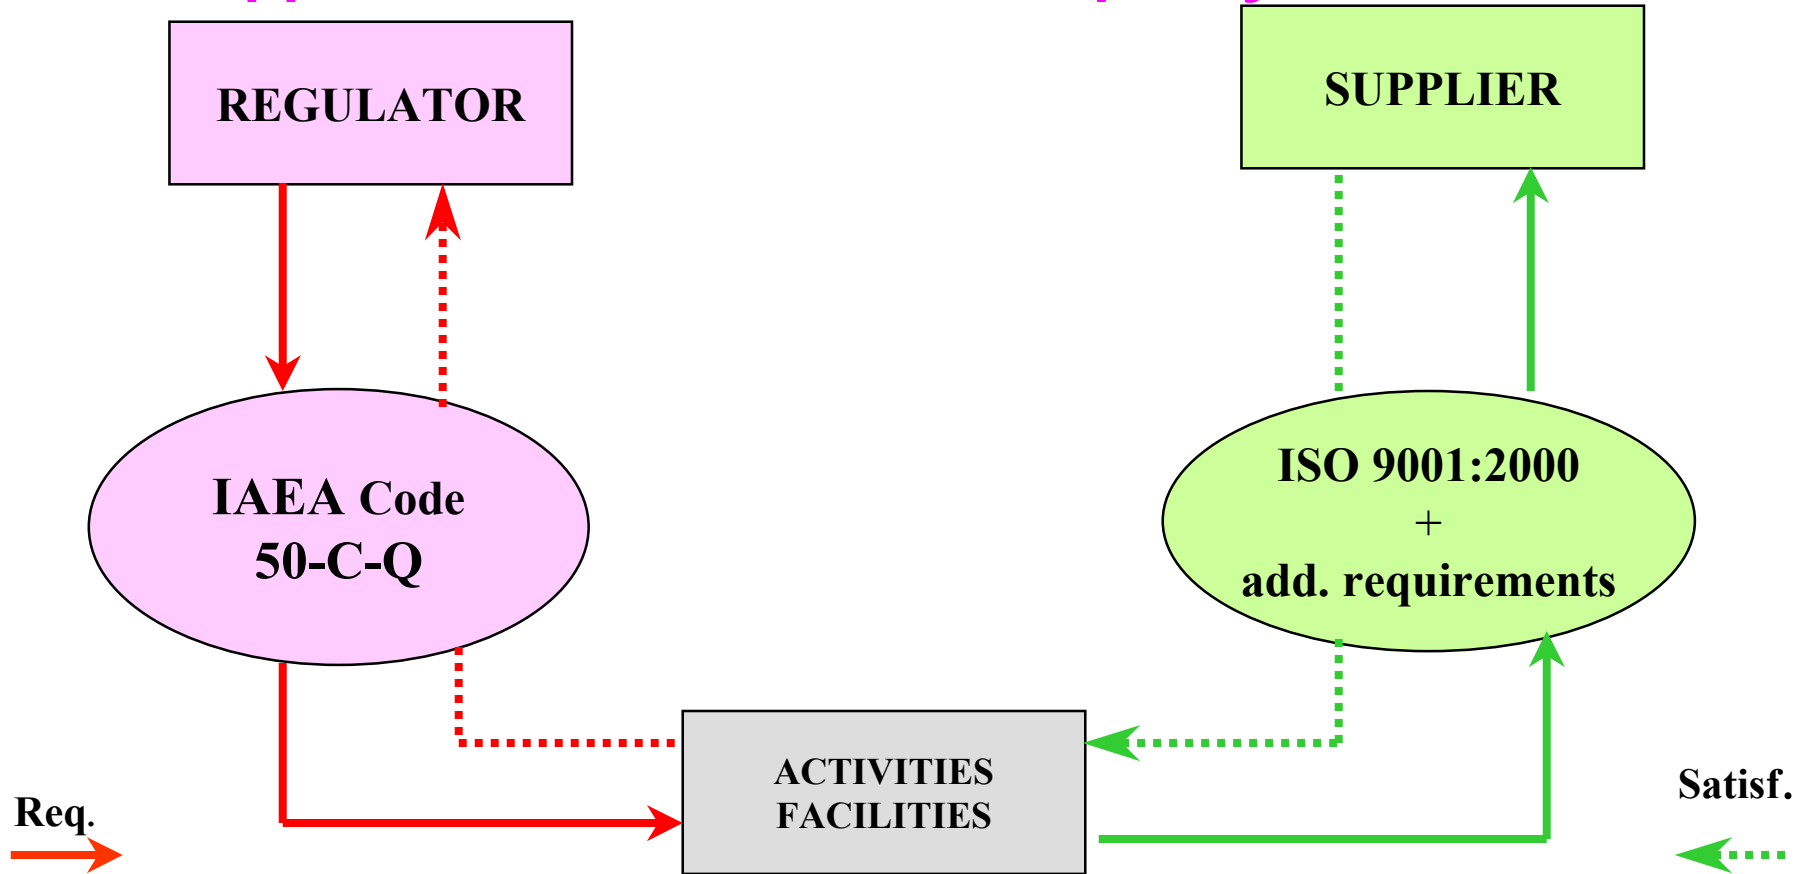 REGULATOR
SUPPLIER
IAEA Code
50-C-Q
ISO 9001:2000
+
add. requirements
ACTIVITIES
FACILITIES
Req.
Satisf.